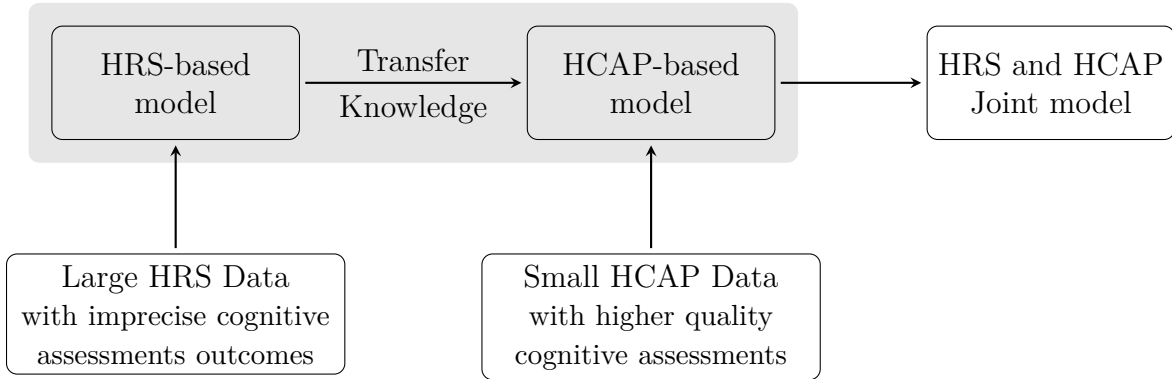 HRS-based
model
Transfer
Knowledge
HCAP-based
model
HRS and HCAP
Joint model
Large HRS Data
with imprecise cognitive
assessments outcomes
Small HCAP Data
with higher quality
cognitive assessments